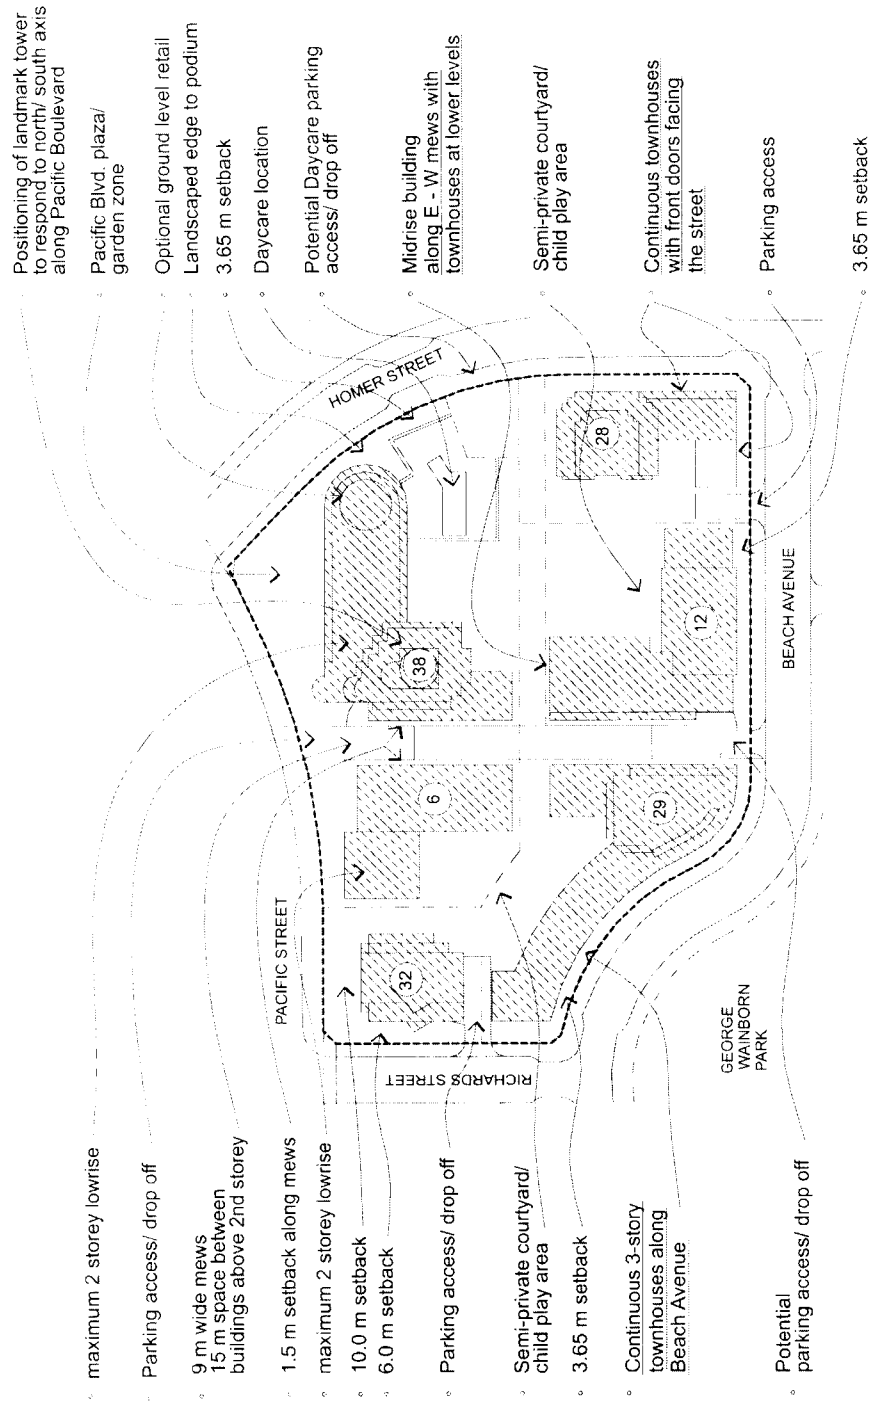 Positioning of landmark tower
to respond to north/ south axis
along Pacific Boulevard
Pacific Blvd. plaza/
garden zone
Optional ground level retail
Landscaped edge to podium
3.65 m setback
Daycare location
Potential Daycare parking
access/ drop off
Midrise building
along E - W mews with
townhouses at lower levels
Semi-private courtyard/
child play area
Continuous townhouses
with front doors facing
the street
Parking access
3.65 m setback
HOMER STREET
PACIFIC STREET
RICHARDS STREET
BEACH AVENUE
GEORGE
WAINBORN
PARK
38
28
6
12
32
29
maximum 2 storey lowrise
Parking access/ drop off
9 m wide mews
15 m space between
buildings above 2nd storey
1.5 m setback along mews
maximum 2 storey lowrise
10.0 m setback
6.0 m setback
Parking access/ drop off
Semi-private courtyard/
child play area
3.65 m setback
Continuous 3-story
townhouses along
Beach Avenue
Potential
parking access/ drop off